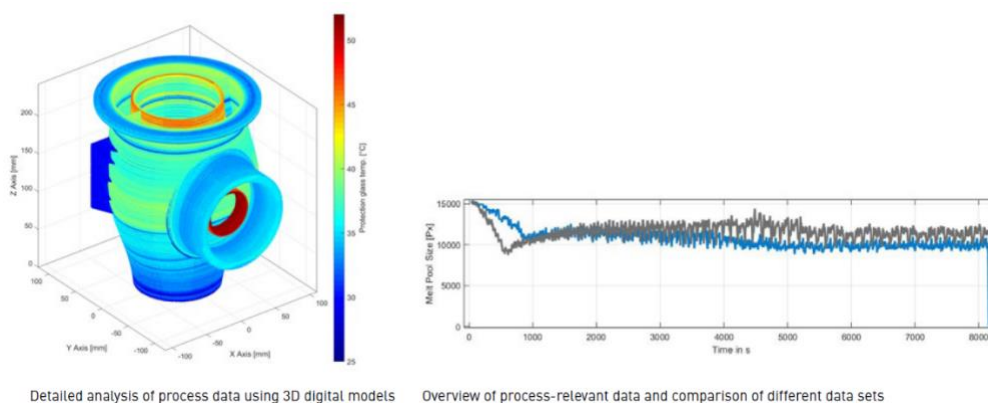 50
45
40
35
30
25
Protection glass temp. [°C]
200
150
100
50
0
Z Axis [mm]
100
50
0
-50
-100
Y Axis [mm]
-100
-50
0
50
100
X Axis [mm]
15000
10000
5000
0
Melt Pool Size [Px]
0 1000 2000 3000 4000 5000 6000 7000 8000
Time in s
Detailed analysis of process data using 3D digital models
Overview of process-relevant data and comparison of different data sets